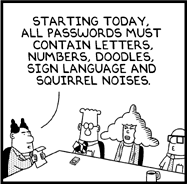 STARTING TODAY,
ALL PASSWORDS MUST
CONTAIN LETTERS,
NUMBERS, DOODLES,
SIGN LANGUAGE AND
SQUIRREL NOISES.